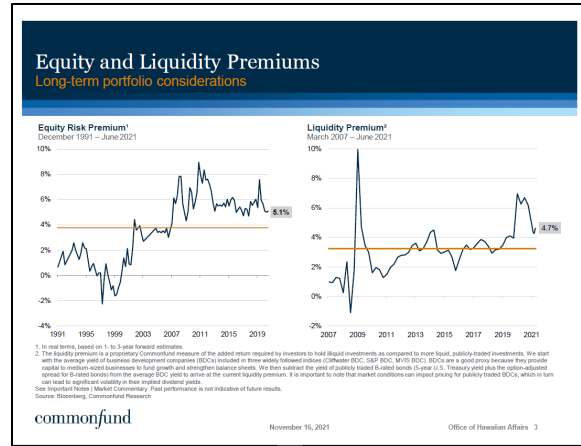 Equity and Liquidity Premiums
Long-term portfolio considerations
Equity Risk Premium¹
December 1991 – June 2021
10%
8%
6%
4%
2%
0%
-2%
-4%
5.1%
1991 1995 1999 2003 2007 2011 2015 2019
Liquidity Premium²
March 2007 – June 2021
10%
8%
6%
4%
2%
0%
-2%
4.7%
2007 2009 2011 2013 2015 2017 2019 2021
1. In real terms, based on 1- to 3-year forward estimates.
2. The liquidity premium is a proprietary Commonfund measure of the added return required by investors to hold illiquid investments as compared to more liquid, publicly-traded investments. We start
with the average yield of business development companies (BDCs) included in three widely followed indices (Cliffwater BDC, S&P BDC, MVIS BDC). BDCs are a good proxy because they provide
capital to medium-sized businesses to fund growth and strengthen balance sheets. We then subtract the yield of publicly traded B-rated bonds (5-year U.S. Treasury yield plus the option-adjusted
spread for B-rated bonds) from the average BDC yield to arrive at the current liquidity premium. It is important to note that market conditions can impact pricing for publicly traded BDCs, which in turn
can lead to significant volatility in their implied dividend yields.
See Important Notes | Market Commentary. Past performance is not indicative of future results.
Source: Bloomberg, Commonfund Research
commonfund
November 16, 2021
Office of Hawaiian Affairs 3